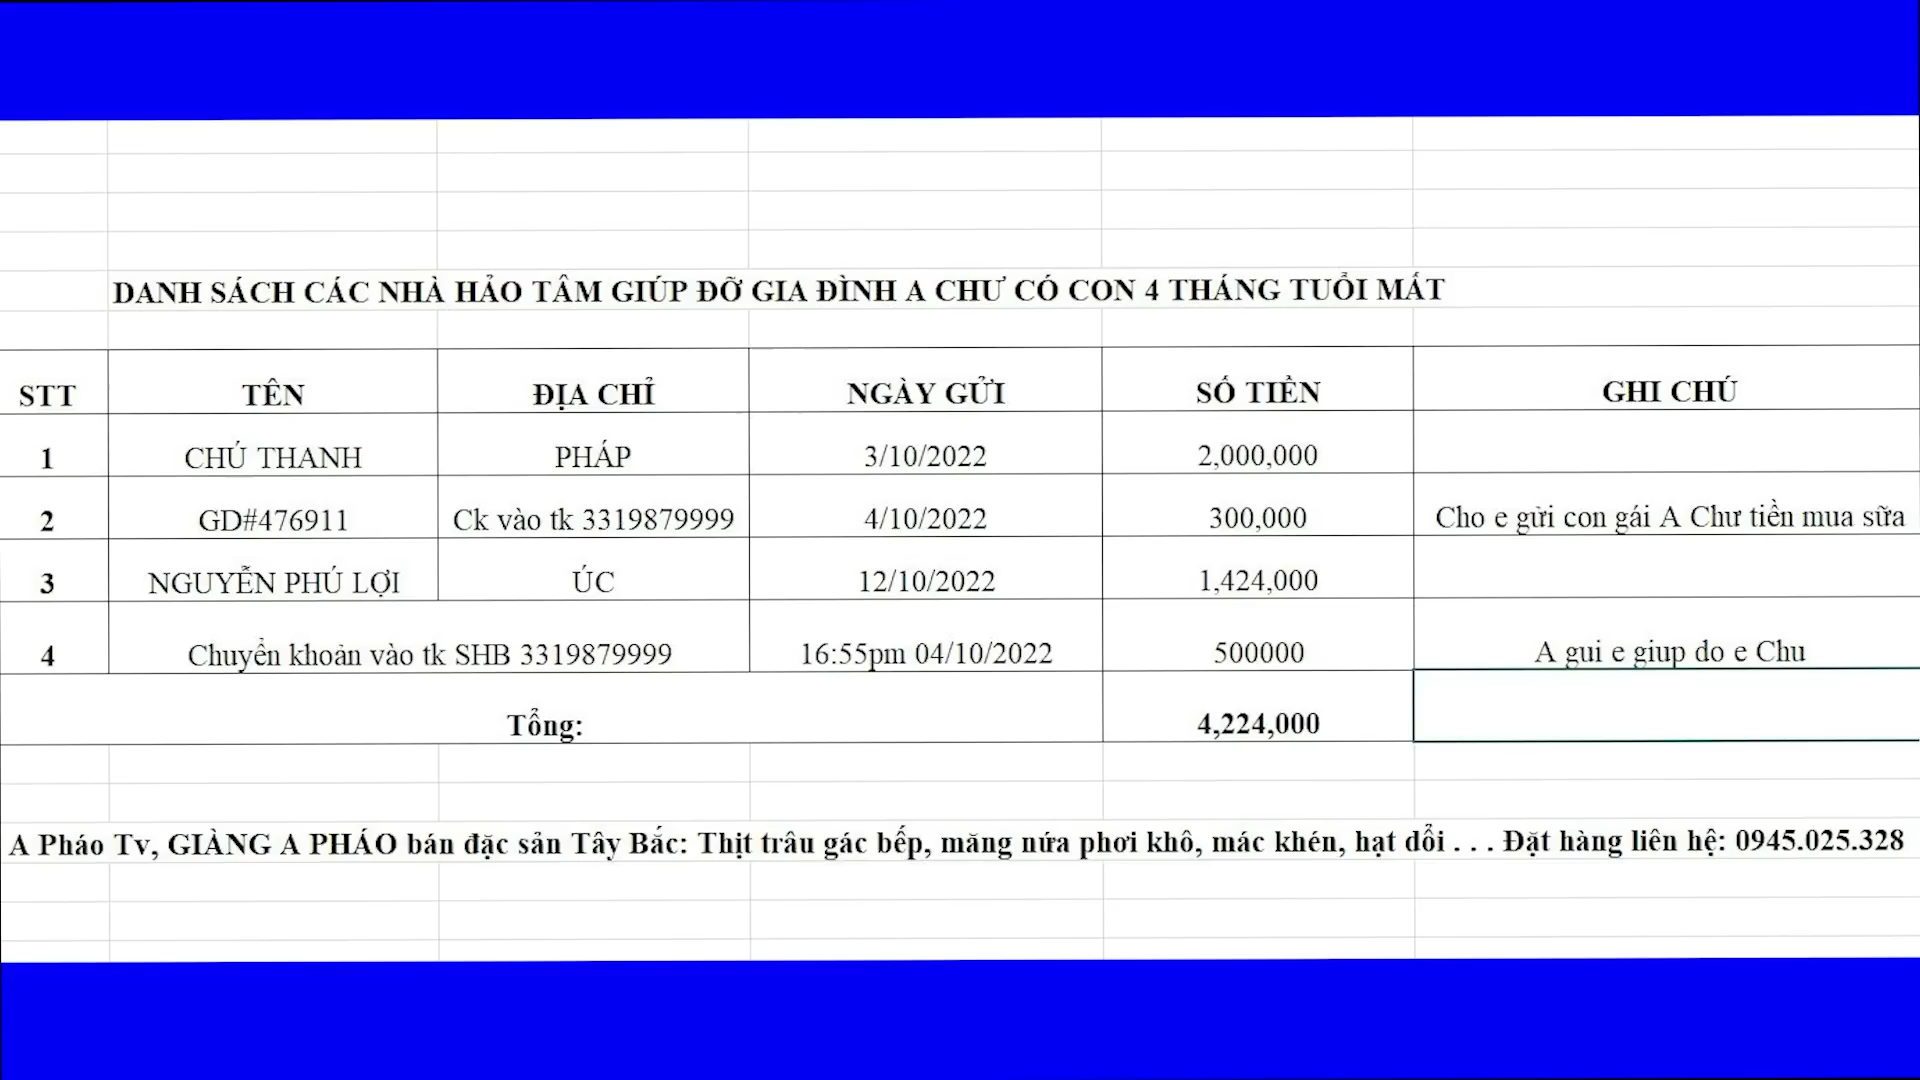 DANH SÁCH CÁC NHÀ HẢO TÂM GIÚP ĐỠ GIA ĐÌNH A CHƯ CÓ CON 4 THÁNG TUỔI MẤT
STT TÊN ĐỊA CHỈ NGÀY GỬI SỐ TIỀN GHI CHÚ
1 CHÚ THANH PHÁP 3/10/2022 2,000,000
2 GD#476911 Ck vào tk 3319879999 4/10/2022 300,000 Cho e gửi con gái A Chư tiền mua sữa
3 NGUYỄN PHÚ LỢI ÚC 12/10/2022 1,424,000
4 Chuyển khoản vào tk SHB 3319879999 16:55pm 04/10/2022 500000 A gui e giup do e Chu
Tổng: 4,224,000
A Pháo Tv, GIÀNG A PHÁO bán đặc sản Tây Bắc: Thịt trâu gác bếp, măng nứa phơi khô, mác khén, hạt dổi . . . Đặt hàng liên hệ: 0945.025.328